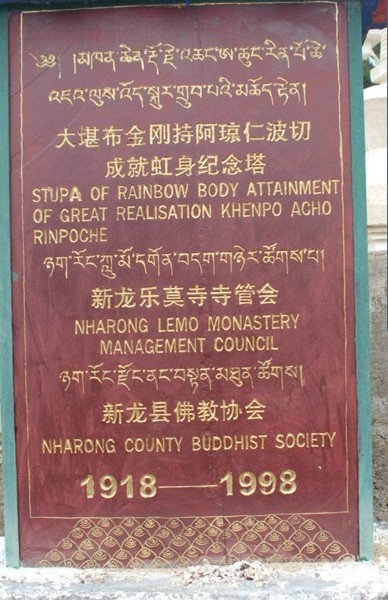 ༄༅། །མཁན་ཆེན་རྡོ་རྗེ་འཆང་ཨ་ཆུང་རིན་པོ་ཆེ་
འཇའ་ལུས་འོད་སྐུར་གྲུབ་པའི་མཆོད་རྟེན།
大堪布金刚持阿琼仁波切
成就虹身纪念塔
STUPA OF RAINBOW BODY ATTAINMENT
OF GREAT REALISATION KHENPO ACHO
RINPOCHE
ཉག་རོང་ཀླུ་མོ་དགོན་བདག་གཉེར་ཚོགས་པ།
新龙乐莫寺寺管会
NHARONG LEMO MONASTERY
MANAGEMENT COUNCIL
ཉག་རོང་རྫོང་ནང་བསྟན་མཐུན་ཚོགས།
新龙县佛教协会
NHARONG COUNTY BUDDHIST SOCIETY
1918——1998